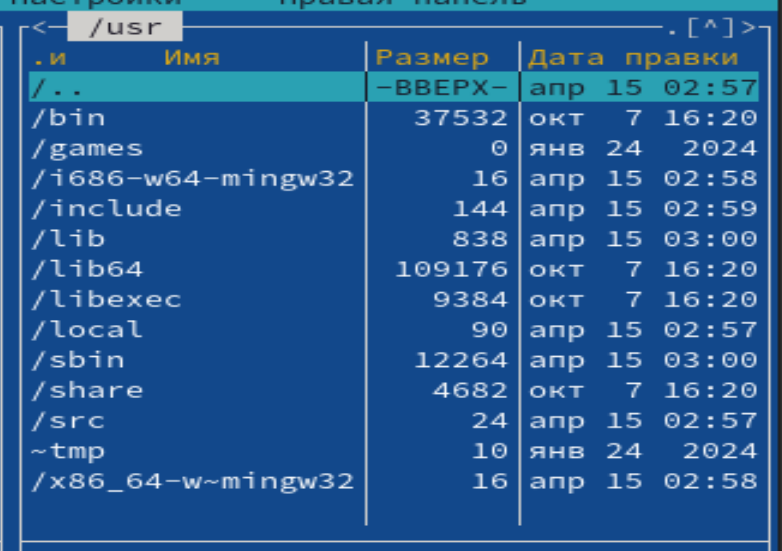 Настройки Правая панель
<─ /usr .[^]>
.и Имя Размер Дата правки
/.. -ВВЕРХ- апр 15 02:57
/bin 37532 окт 7 16:20
/games 0 янв 24 2024
/i686-w64-mingw32 16 апр 15 02:58
/include 144 апр 15 02:59
/lib 838 апр 15 03:00
/lib64 109176 окт 7 16:20
/libexec 9384 окт 7 16:20
/local 90 апр 15 02:57
/sbin 12264 апр 15 03:00
/share 4682 окт 7 16:20
/src 24 апр 15 02:57
~tmp 10 янв 24 2024
/x86_64-w~mingw32 16 апр 15 02:58